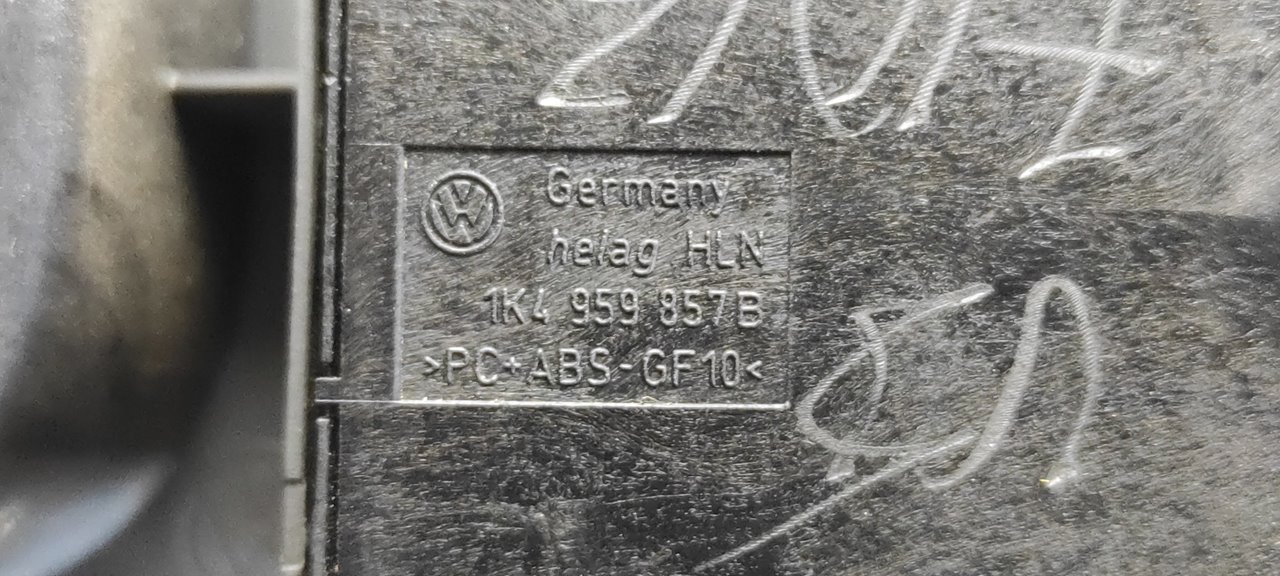 Germany
helag HLN
1K4 959 857 B
>PC+ABS-GF10<